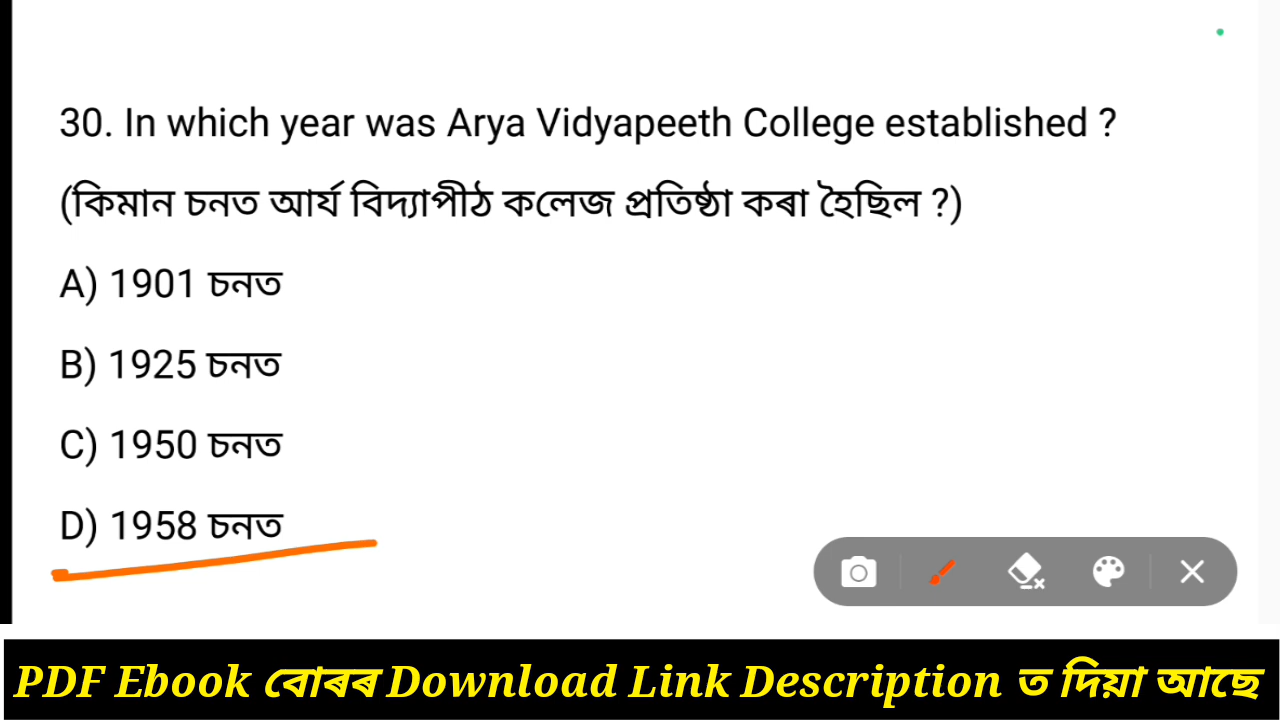 30. In which year was Arya Vidyapeeth College established ?
(কিমান চনত আৰ্য বিদ্যাপীঠ কলেজ প্ৰতিষ্ঠা কৰা হৈছিল ?)
A) 1901 চনত
B) 1925 চনত
C) 1950 চনত
D) 1958 চনত
PDF Ebook বোৰৰ Download Link Description ত দিয়া আছে